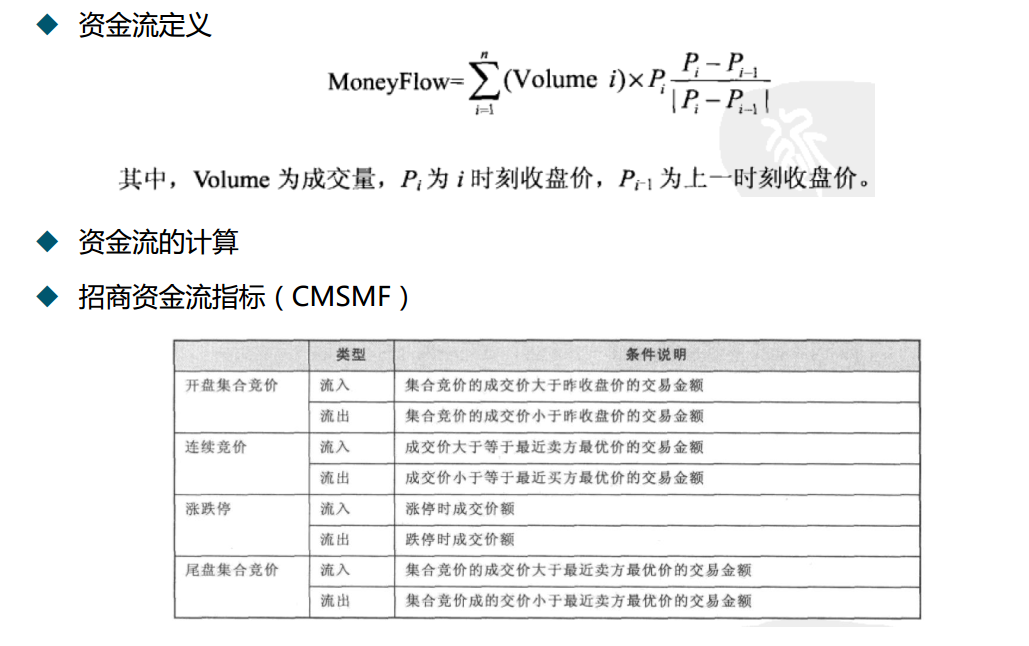 资金流定义
MoneyFlow=∑_{i=1}^{n}(Volume i)×P_i (P_i−P_{i-1})/|P_i−P_{i-1}|
其中，Volume 为成交量，P_i 为 i 时刻收盘价，P_{i-1} 为上一时刻收盘价。
资金流的计算
招商资金流指标（CMSMF）
类型 条件说明
开盘集合竞价 流入 集合竞价的成交价大于昨收盘价的交易金额
流出 集合竞价的成交价小于昨收盘价的交易金额
连续竞价 流入 成交价大于等于最近卖方最优价的交易金额
流出 成交价小于等于最近买方最优价的交易金额
涨跌停 流入 涨停时成交价额
流出 跌停时成交价额
尾盘集合竞价 流入 集合竞价的成交价大于最近卖方最优价的交易金额
流出 集合竞价成的交价小于最近卖方最优价的交易金额